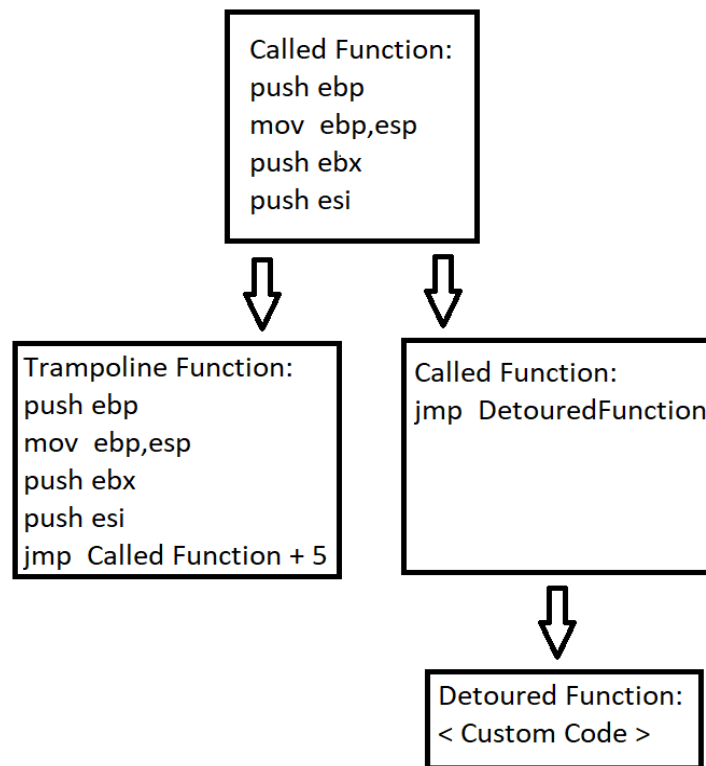 Called Function:
push ebp
mov ebp,esp
push ebx
push esi
Trampoline Function:
push ebp
mov ebp,esp
push ebx
push esi
jmp Called Function + 5
Called Function:
jmp DetouredFunction
Detoured Function:
< Custom Code >